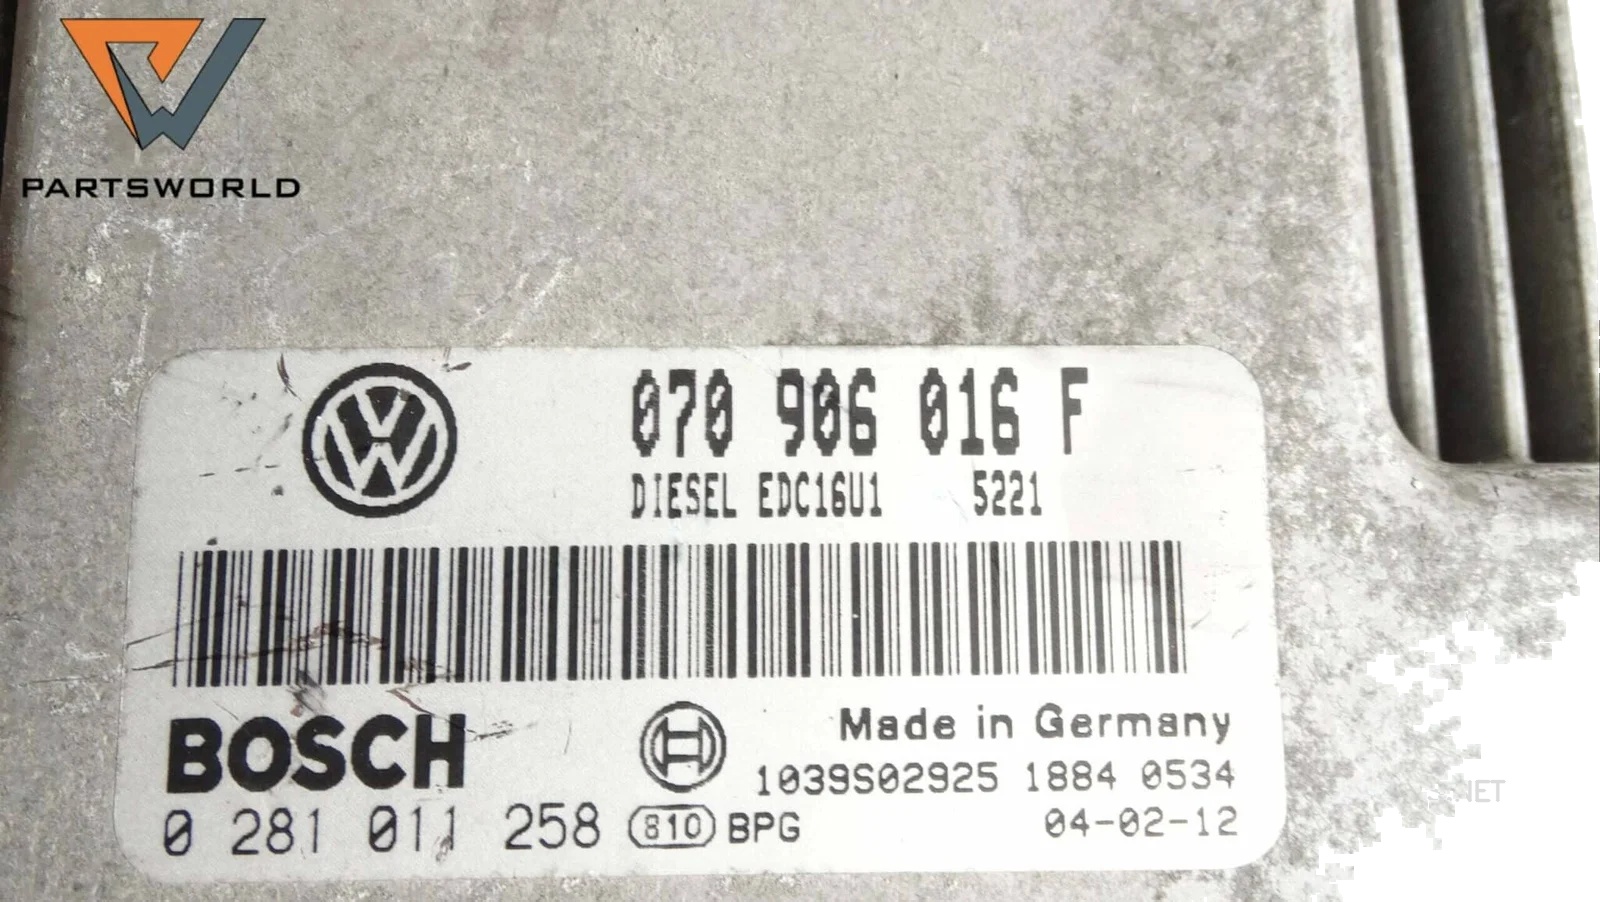 PARTSWORLD
070 906 016 F
DIESEL EDC16U1 5221
BOSCH
Made in Germany
1039S02925 1884 0534
0 281 011 258 810 BPG 04-02-12
NET